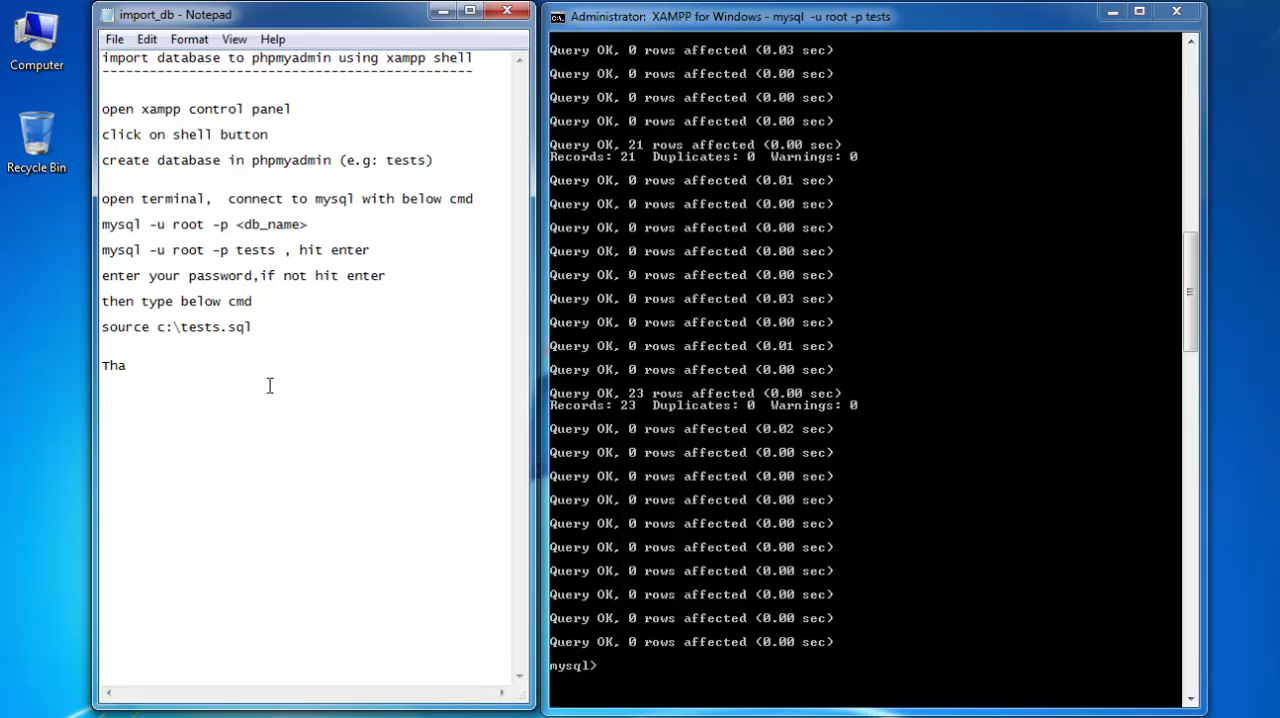 Computer
Recycle Bin
import_db - Notepad
File Edit Format View Help
import database to phpmyadmin using xampp shell
-----------------------------------------------
open xampp control panel
click on shell button
create database in phpmyadmin (e.g: tests)
open terminal,  connect to mysql with below cmd
mysql -u root -p <db_name>
mysql -u root -p tests , hit enter
enter your password,if not hit enter
then type below cmd
source c:\tests.sql
Tha
Administrator: XAMPP for Windows - mysql -u root -p tests
Query OK, 0 rows affected (0.03 sec)
Query OK, 0 rows affected (0.00 sec)
Query OK, 0 rows affected (0.00 sec)
Query OK, 0 rows affected (0.00 sec)
Query OK, 21 rows affected (0.00 sec)
Records: 21  Duplicates: 0  Warnings: 0
Query OK, 0 rows affected (0.01 sec)
Query OK, 0 rows affected (0.00 sec)
Query OK, 0 rows affected (0.00 sec)
Query OK, 0 rows affected (0.00 sec)
Query OK, 0 rows affected (0.00 sec)
Query OK, 0 rows affected (0.03 sec)
Query OK, 0 rows affected (0.00 sec)
Query OK, 0 rows affected (0.01 sec)
Query OK, 0 rows affected (0.00 sec)
Query OK, 23 rows affected (0.00 sec)
Records: 23  Duplicates: 0  Warnings: 0
Query OK, 0 rows affected (0.02 sec)
Query OK, 0 rows affected (0.00 sec)
Query OK, 0 rows affected (0.00 sec)
Query OK, 0 rows affected (0.00 sec)
Query OK, 0 rows affected (0.00 sec)
Query OK, 0 rows affected (0.00 sec)
Query OK, 0 rows affected (0.00 sec)
Query OK, 0 rows affected (0.00 sec)
Query OK, 0 rows affected (0.00 sec)
Query OK, 0 rows affected (0.00 sec)
mysql>